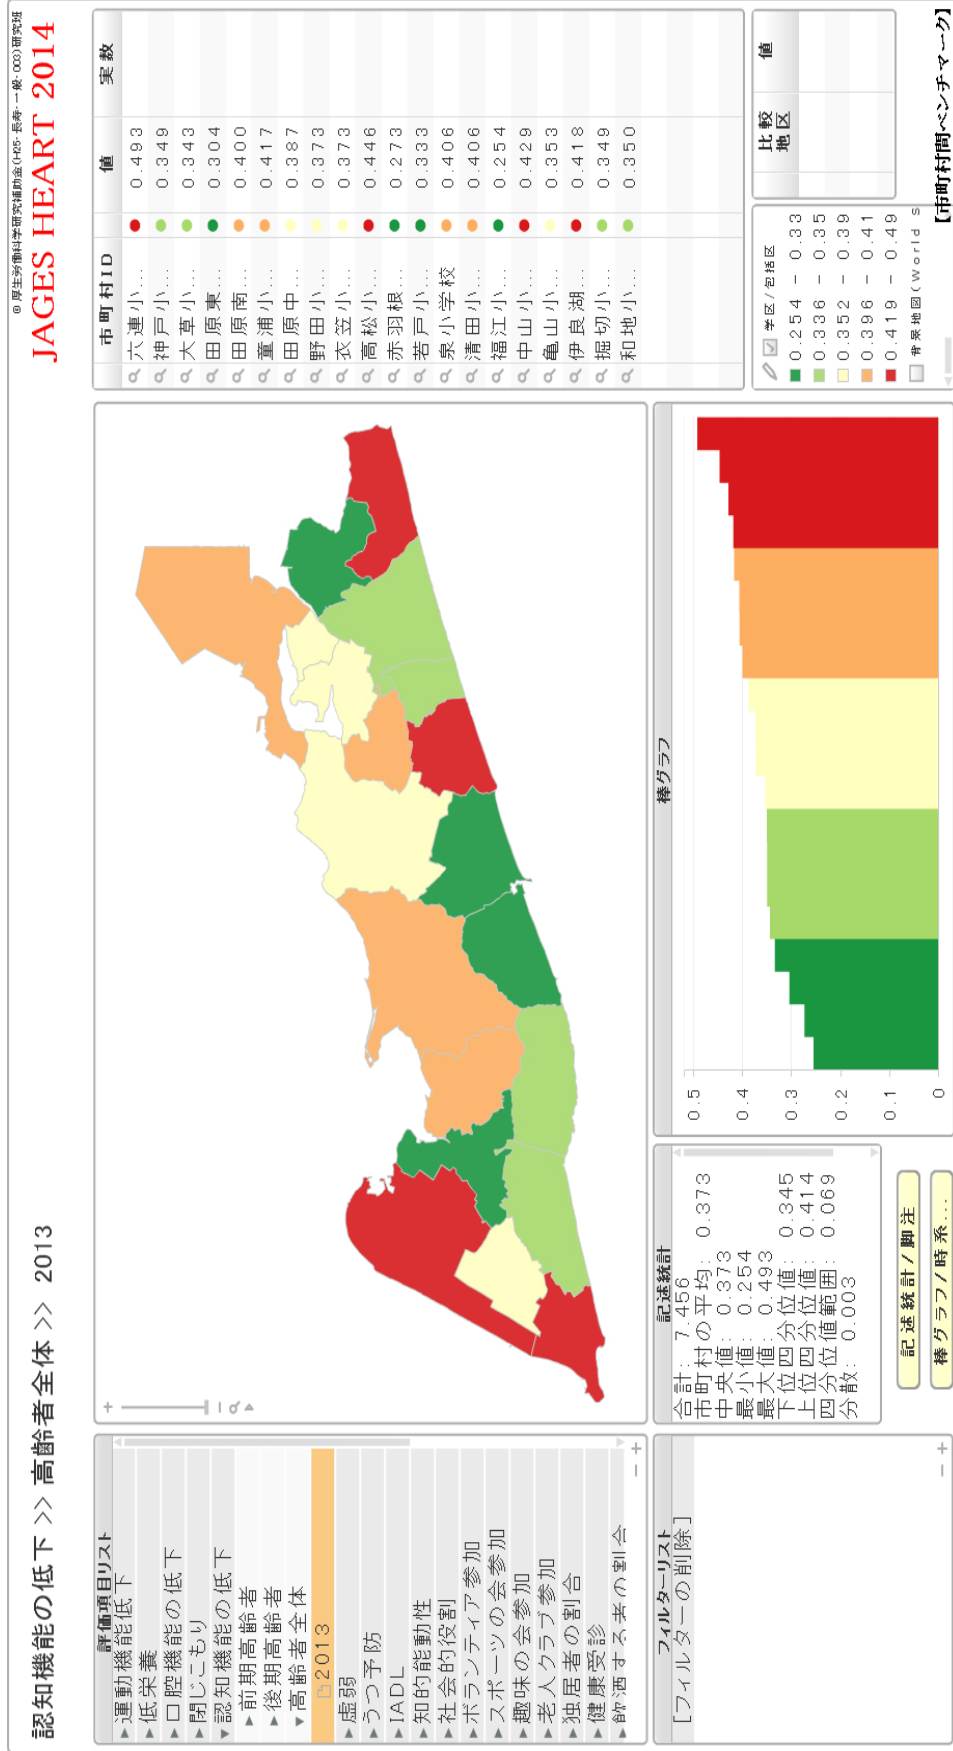 認知機能の低下 >> 高齢者全体 >> 2013
© 厚生労働科学研究補助金(H25-長寿-一般-003)研究班
JAGES HEART 2014
評価項目リスト
▶運動機能低下
▶低栄養
▶口腔機能の低下
▶閉じこもり
▼認知機能の低下
▶前期高齢者
▶後期高齢者
▼高齢者全体
2013
▶虚弱
▶うつ予防
▶IADL
▶知的能動性
▶社会的役割
▶ボランティア参加
▶スポーツの会参加
▶趣味の会参加
▶老人クラブ参加
▶独居者の割合
▶健康受診
▶飲酒する者の割合
市町村ID 値 実数
六連小... 0.493
神戸小... 0.349
大草小... 0.343
田原東... 0.304
田原南... 0.400
童浦小... 0.417
田原中... 0.387
野田小... 0.373
衣笠小... 0.373
高松小... 0.446
赤羽根... 0.273
若戸小... 0.333
泉小学校 0.406
清田小... 0.406
福江小... 0.254
中山小... 0.429
亀山小... 0.353
伊良湖... 0.418
堀切小... 0.349
和地小... 0.350
フィルターリスト
[フィルターの削除]
記述統計
合計: 7.456
市町村の平均: 0.373
中央値: 0.373
最小値: 0.254
最大値: 0.493
下位四分位値: 0.345
上位四分位値: 0.414
四分位値範囲: 0.069
分散: 0.003
記述統計/脚注
棒グラフ/時系...
棒グラフ
0.5
0.4
0.3
0.2
0.1
0
学区/包括区
0.254 – 0.33
0.336 – 0.35
0.352 – 0.39
0.396 – 0.41
0.419 – 0.49
背景地図(World S
比較地区 値
【市町村間ベンチマーク】